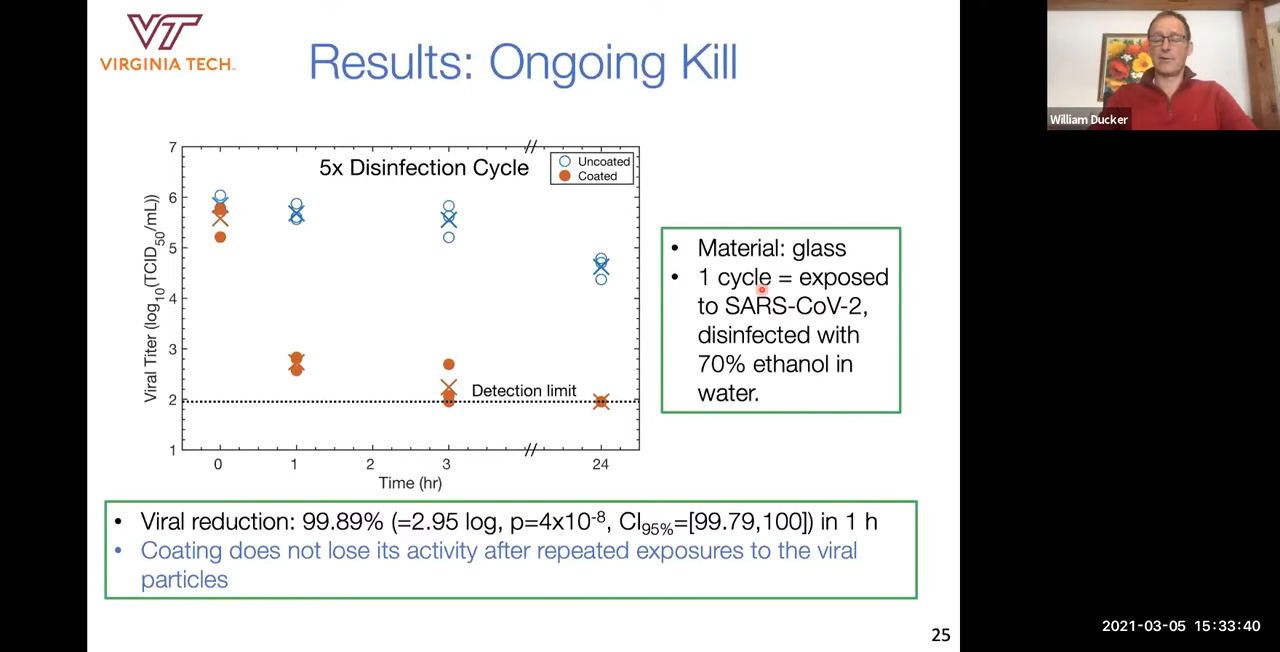 VIRGINIA TECH.
Results: Ongoing Kill
William Ducker
5x Disinfection Cycle
Uncoated
Coated
Viral Titer (log10(TCID50/mL))
7
6
5
4
3
2
1
Detection limit
0 1 2 3 24
Time (hr)
• Material: glass
• 1 cycle = exposed
to SARS-CoV-2,
disinfected with
70% ethanol in
water.
• Viral reduction: 99.89% (=2.95 log, p=4x10-8, CI95%=[99.79,100]) in 1 h
• Coating does not lose its activity after repeated exposures to the viral
particles
25
2021-03-05 15:33:40